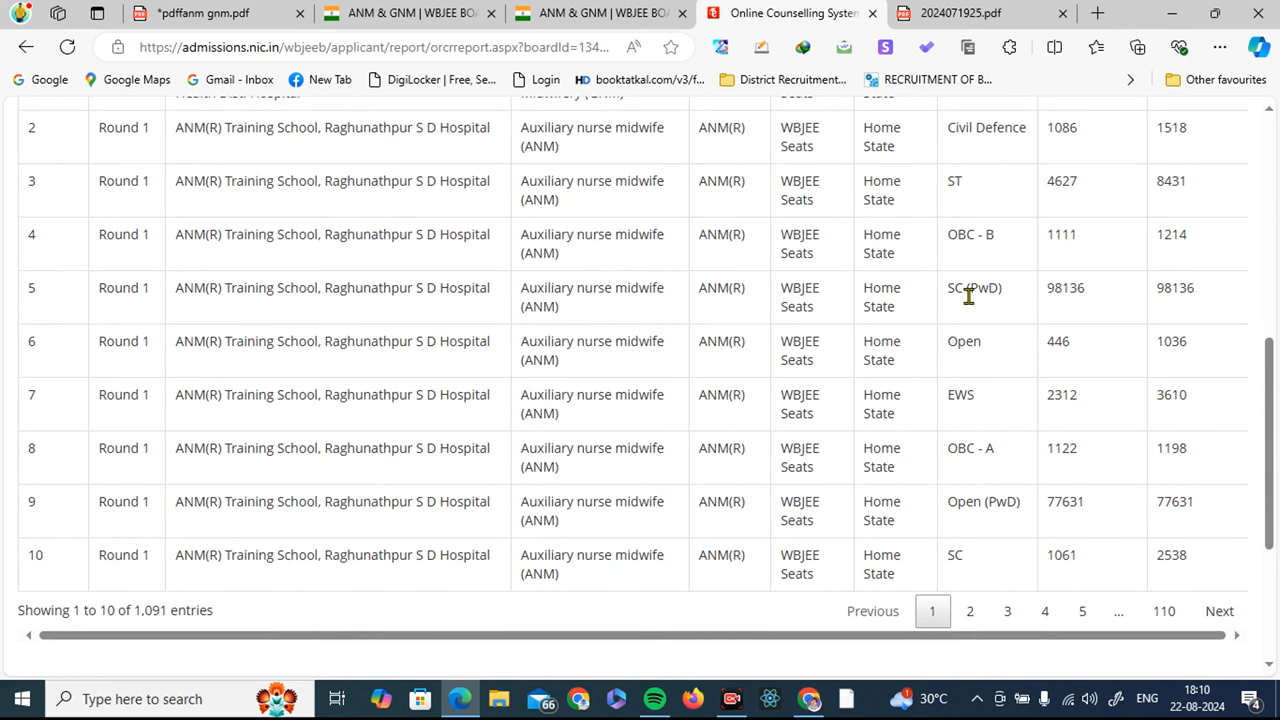 *pdffanm gnm.pdf
ANM & GNM | WBJEE BOA
ANM & GNM | WBJEE BOA
Online Counselling System
2024071925.pdf
https://admissions.nic.in/wbjeeb/applicant/report/orcrreport.aspx?boardId=134...
Google
Google Maps
Gmail - Inbox
New Tab
DigiLocker | Free, Se...
Login
HD booktatkal.com/v3/f...
District Recruitment...
RECRUITMENT OF B...
Other favourites
2 Round 1 ANM(R) Training School, Raghunathpur S D Hospital Auxiliary nurse midwife ANM(R) WBJEE Home Civil Defence 1086 1518
(ANM) Seats State
3 Round 1 ANM(R) Training School, Raghunathpur S D Hospital Auxiliary nurse midwife ANM(R) WBJEE Home ST 4627 8431
(ANM) Seats State
4 Round 1 ANM(R) Training School, Raghunathpur S D Hospital Auxiliary nurse midwife ANM(R) WBJEE Home OBC - B 1111 1214
(ANM) Seats State
5 Round 1 ANM(R) Training School, Raghunathpur S D Hospital Auxiliary nurse midwife ANM(R) WBJEE Home SC (PwD) 98136 98136
(ANM) Seats State
6 Round 1 ANM(R) Training School, Raghunathpur S D Hospital Auxiliary nurse midwife ANM(R) WBJEE Home Open 446 1036
(ANM) Seats State
7 Round 1 ANM(R) Training School, Raghunathpur S D Hospital Auxiliary nurse midwife ANM(R) WBJEE Home EWS 2312 3610
(ANM) Seats State
8 Round 1 ANM(R) Training School, Raghunathpur S D Hospital Auxiliary nurse midwife ANM(R) WBJEE Home OBC - A 1122 1198
(ANM) Seats State
9 Round 1 ANM(R) Training School, Raghunathpur S D Hospital Auxiliary nurse midwife ANM(R) WBJEE Home Open (PwD) 77631 77631
(ANM) Seats State
10 Round 1 ANM(R) Training School, Raghunathpur S D Hospital Auxiliary nurse midwife ANM(R) WBJEE Home SC 1061 2538
(ANM) Seats State
Showing 1 to 10 of 1,091 entries Previous 1 2 3 4 5 ... 110 Next
Type here to search
66
1
30°C
ENG
18:10
22-08-2024
4